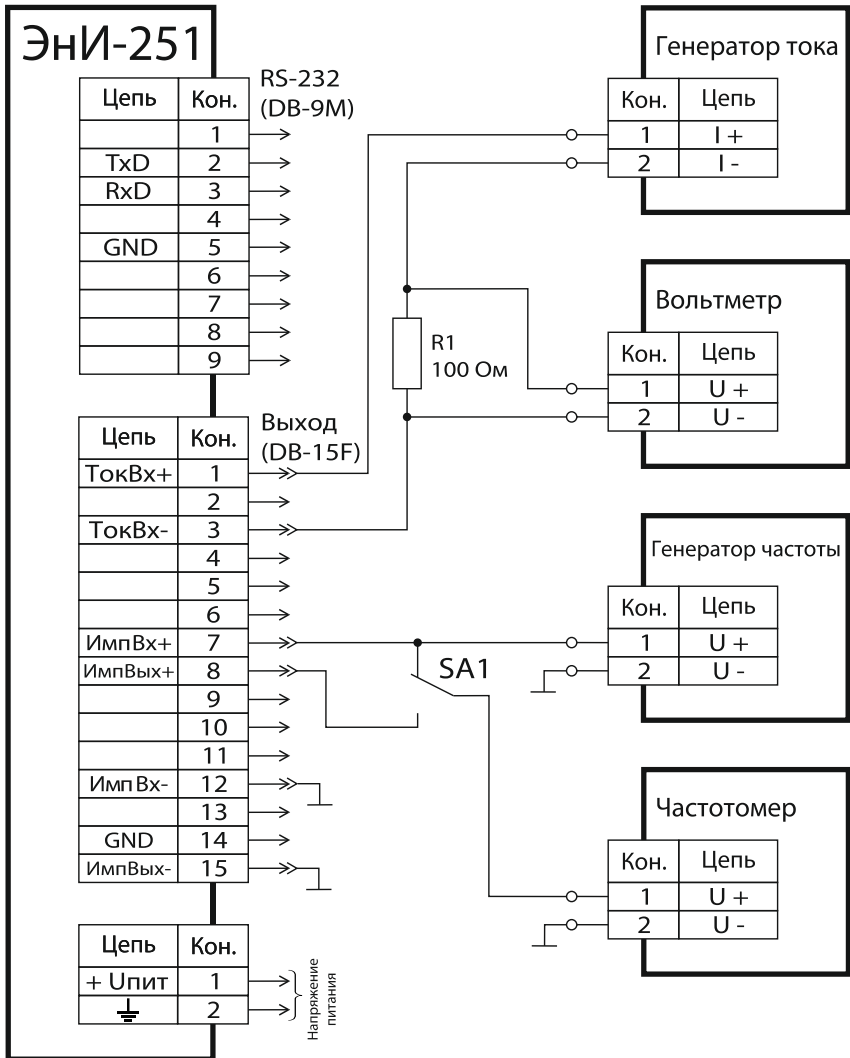 ЭнИ-251
RS-232
(DB-9M)
Цепь Кон.
1
TxD 2
RxD 3
4
GND 5
6
7
8
9
Выход
(DB-15F)
Цепь Кон.
ТокВх+ 1
2
ТокВх- 3
4
5
6
ИмпВх+ 7
ИмпВых+ 8
9
10
11
ИмпВх- 12
13
GND 14
ИмпВых- 15
Цепь Кон.
+ Uпит 1
2
Напряжение
питания
R1
100 Ом
SA1
Генератор тока
Кон. Цепь
1 I +
2 I -
Вольтметр
Кон. Цепь
1 U +
2 U -
Генератор частоты
Кон. Цепь
1 U +
2 U -
Частотомер
Кон. Цепь
1 U +
2 U -